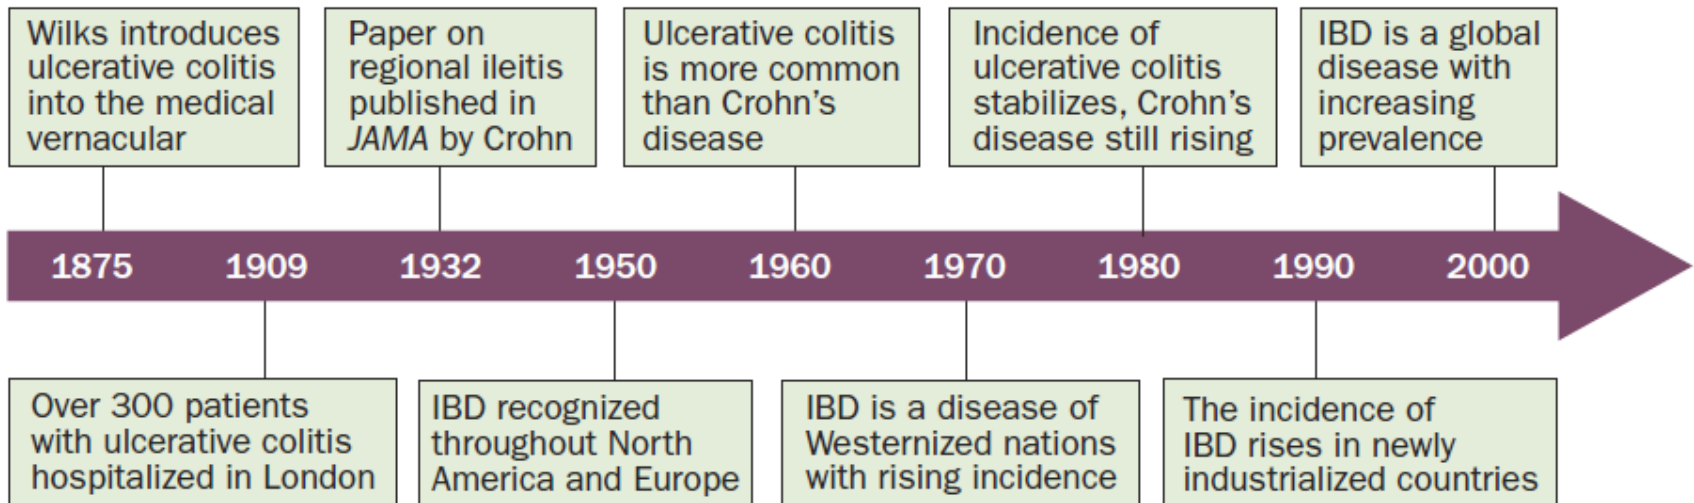 Wilks introduces
ulcerative colitis
into the medical
vernacular
Paper on
regional ileitis
published in
JAMA by Crohn
Ulcerative colitis
is more common
than Crohn's
disease
Incidence of
ulcerative colitis
stabilizes, Crohn's
disease still rising
IBD is a global
disease with
increasing
prevalence
1875 1909 1932 1950 1960 1970 1980 1990 2000
Over 300 patients
with ulcerative colitis
hospitalized in London
IBD recognized
throughout North
America and Europe
IBD is a disease of
Westernized nations
with rising incidence
The incidence of
IBD rises in newly
industrialized countries